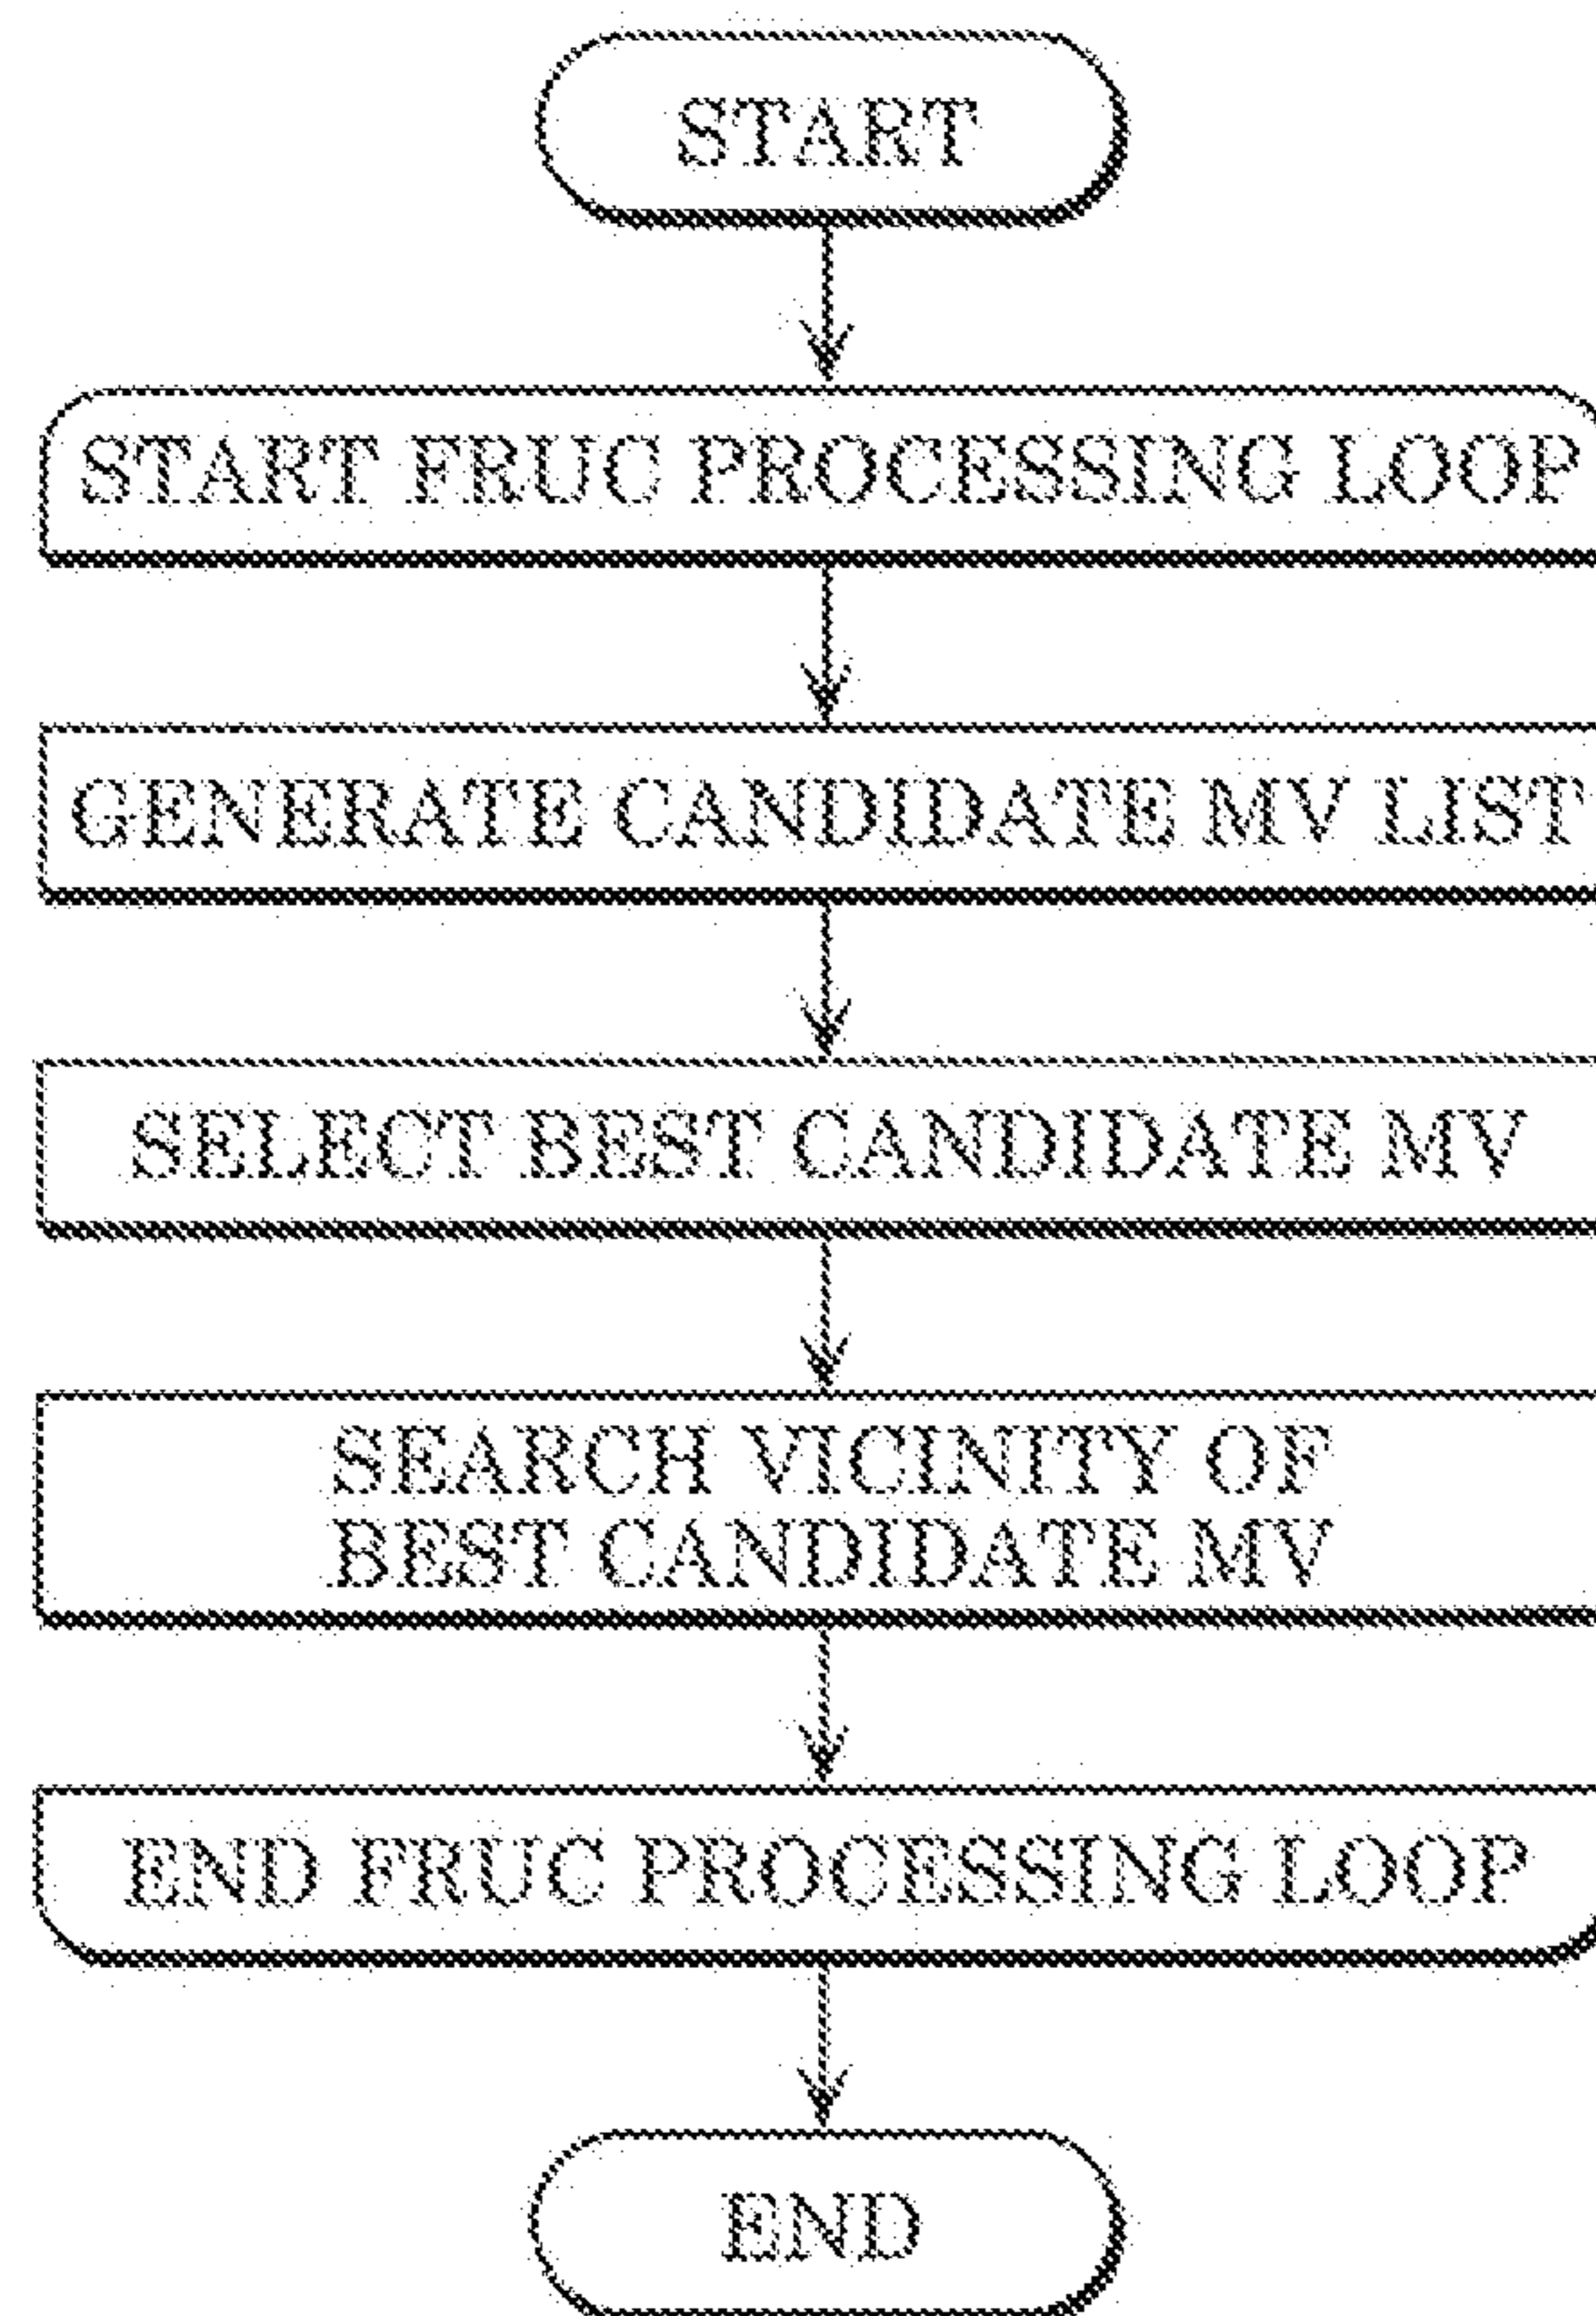 START
START FRUC PROCESSING LOOP
GENERATE CANDIDATE MV LIST
SELECT BEST CANDIDATE MV
SEARCH VICINITY OF
BEST CANDIDATE MV
END FRUC PROCESSING LOOP
END